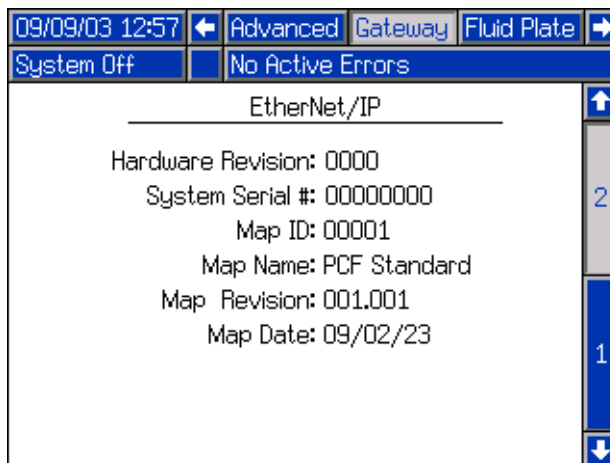 09/09/03 12:57 Advanced Gateway Fluid Plate
System Off No Active Errors
EtherNet/IP
Hardware Revision: 0000
System Serial #: 00000000
2
Map ID: 00001
Map Name: PCF Standard
Map Revision: 001.001
Map Date: 09/02/23
1